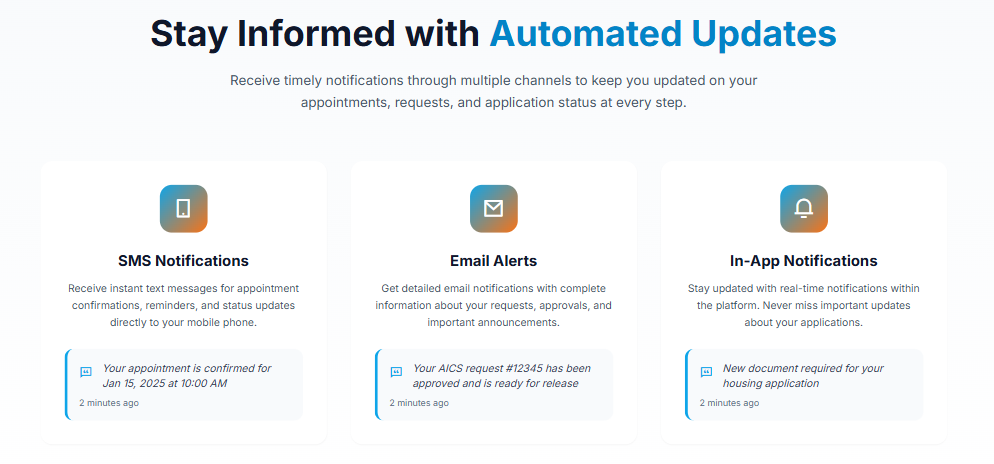 Stay Informed with Automated Updates
Receive timely notifications through multiple channels to keep you updated on your
appointments, requests, and application status at every step.
SMS Notifications
Receive instant text messages for appointment
confirmations, reminders, and status updates
directly to your mobile phone.
Your appointment is confirmed for
Jan 15, 2025 at 10:00 AM
2 minutes ago
Email Alerts
Get detailed email notifications with complete
information about your requests, approvals, and
important announcements.
Your AICS request #12345 has been
approved and is ready for release
2 minutes ago
In-App Notifications
Stay updated with real-time notifications within
the platform. Never miss important updates
about your applications.
New document required for your
housing application
2 minutes ago